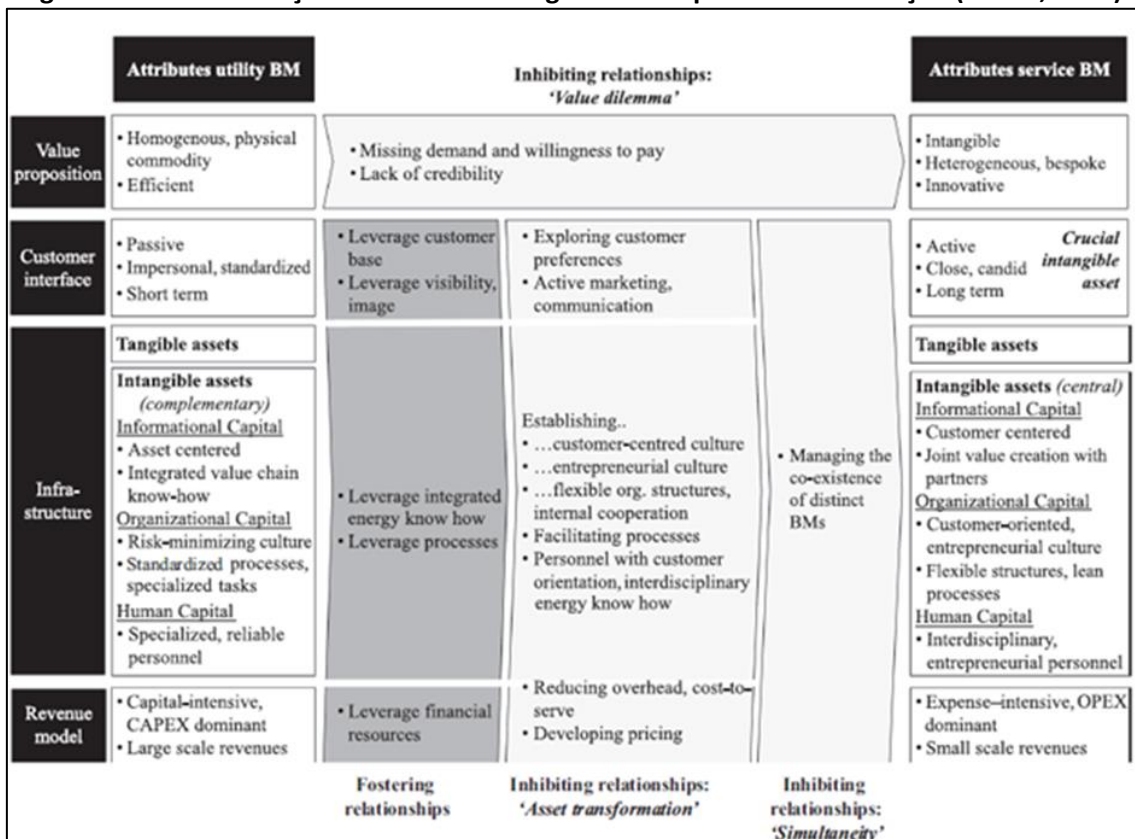 Attributes utility BM
Inhibiting relationships:
‘Value dilemma’
Attributes service BM
Value
proposition
• Homogenous, physical
commodity
• Efficient
• Missing demand and willingness to pay
• Lack of credibility
• Intangible
• Heterogeneous, bespoke
• Innovative
Customer
interface
• Passive
• Impersonal, standardized
• Short term
• Leverage customer
base
• Leverage visibility,
image
• Exploring customer
preferences
• Active marketing,
communication
• Active
• Close, candid
• Long term
Crucial
intangible
asset
Infra-
structure
Tangible assets
Intangible assets
(complementary)
Informational Capital
• Asset centered
• Integrated value chain
know-how
Organizational Capital
• Risk-minimizing culture
• Standardized processes,
specialized tasks
Human Capital
• Specialized, reliable
personnel
• Leverage integrated
energy know how
• Leverage processes
Establishing..
• ...customer-centred culture
• ...entrepreneurial culture
• ...flexible org. structures,
internal cooperation
• Facilitating processes
• Personnel with customer
orientation, interdisciplinary
energy know how
• Managing the
co-existence
of distinct
BMs
Tangible assets
Intangible assets (central)
Informational Capital
• Customer centered
• Joint value creation with
partners
Organizational Capital
• Customer-oriented,
entrepreneurial culture
• Flexible structures, lean
processes
Human Capital
• Interdisciplinary,
entrepreneurial personnel
Revenue
model
• Capital-intensive,
CAPEX dominant
• Large scale revenues
• Leverage financial
resources
• Reducing overhead, cost-to-
serve
• Developing pricing
• Expense-intensive, OPEX
dominant
• Small scale revenues
Fostering
relationships
Inhibiting relationships:
‘Asset transformation’
Inhibiting
relationships:
‘Simultaneity’